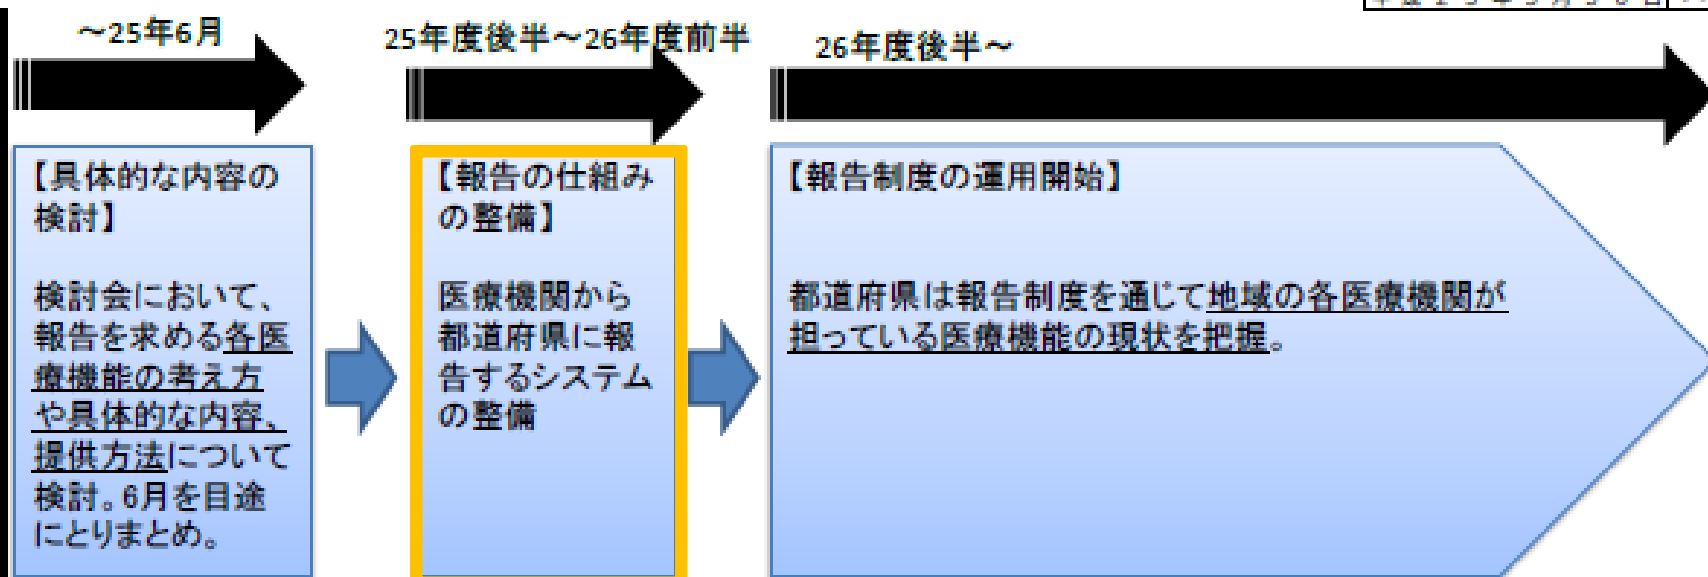 ～25年6月
25年度後半～26年度前半
26年度後半～
【具体的な内容の
検討】
検討会において、
報告を求める各医
療機能の考え方
や具体的な内容、
提供方法について
検討。6月を目途
にとりまとめ。
【報告の仕組み
の整備】
医療機関から
都道府県に報
告するシステム
の整備
【報告制度の運用開始】
都道府県は報告制度を通じて地域の各医療機関が
担っている医療機能の現状を把握。